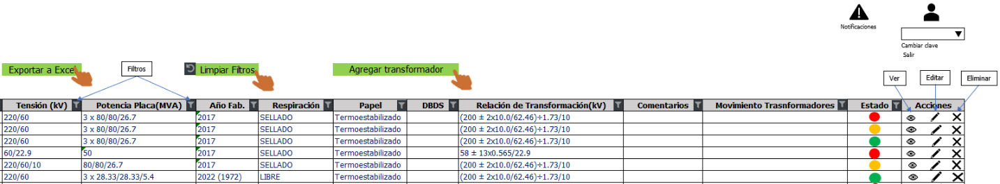 Notificaciones
Cambiar clave
Salir
Exportar a Excel
Filtros
Limpiar Filtros
Agregar transformador
Ver
Editar
Eliminar
Tensión (kV) Potencia Placa(MVA) Año Fab. Respiración Papel DBDS Relación de Transformación(kV) Comentarios Movimiento Trasnformadores Estado Acciones
220/60 3 x 80/80/26.7 2017 SELLADO Termoestabilizado (200 ± 2x10.0/62.46)÷1.73/10
220/60 3 x 80/80/26.7 2017 SELLADO Termoestabilizado (200 ± 2x10.0/62.46)÷1.73/10
220/60 3 x 80/80/26.7 2017 SELLADO Termoestabilizado (200 ± 2x10.0/62.46)÷1.73/10
60/22.9 50 2017 SELLADO Termoestabilizado 58 ± 13x0.565/22.9
220/60/10 80/80/26.7 2017 SELLADO Termoestabilizado (200 ± 2x10.0/62.46)÷1.73/10
220/60 3 x 28.33/28.33/5.4 2022 (1972) LIBRE Termoestabilizado (200 ± 2x10.0/62.46)÷1.73/10